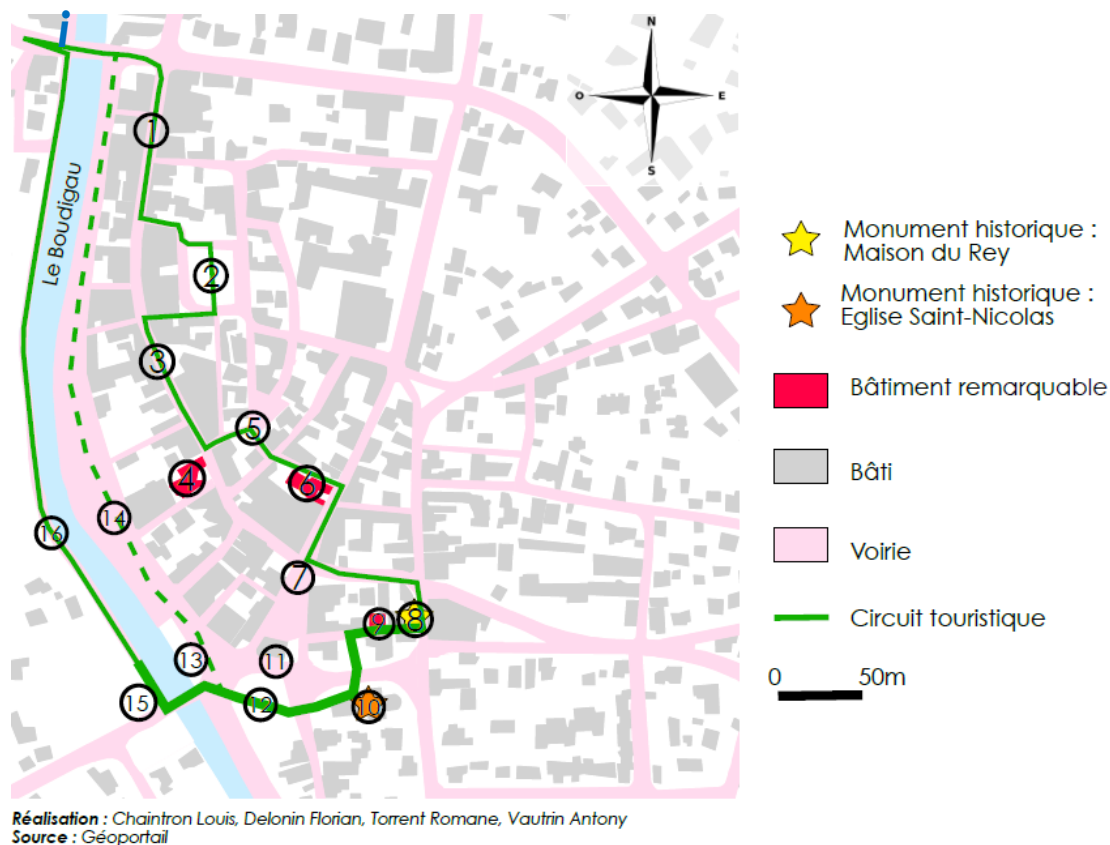 i
N
O
E
S
Le Boudigau
1
2
3
5
4
6
14
16
7
8
9
11
13
15
12
10
Monument historique :
Maison du Rey
Monument historique :
Eglise Saint-Nicolas
Bâtiment remarquable
Bâti
Voirie
Circuit touristique
0 50m
Réalisation : Chaintron Louis, Delonin Florian, Torrent Romane, Vautrin Antony
Source : Géoportail